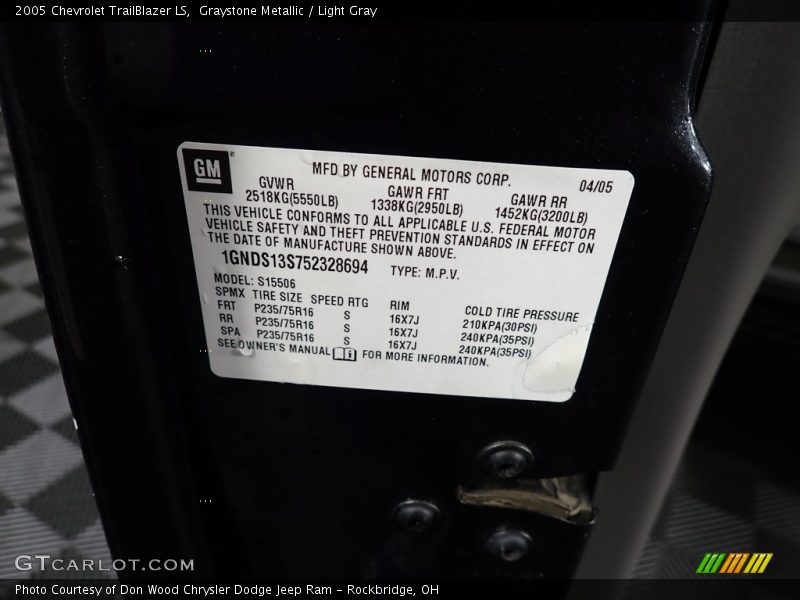 2005 Chevrolet TrailBlazer LS,  Graystone Metallic / Light Gray
GM
MFD BY GENERAL MOTORS CORP.
04/05
GVWR GAWR FRT GAWR RR
2518KG(5550LB) 1338KG(2950LB) 1452KG(3200LB)
THIS VEHICLE CONFORMS TO ALL APPLICABLE U.S. FEDERAL MOTOR
VEHICLE SAFETY AND THEFT PREVENTION STANDARDS IN EFFECT ON
THE DATE OF MANUFACTURE SHOWN ABOVE.
1GNDS13S752328694 TYPE: M.P.V.
MODEL: S15506
SPMX TIRE SIZE SPEED RTG RIM COLD TIRE PRESSURE
FRT P235/75R16 S 16X7J 210KPA(30PSI)
RR P235/75R16 S 16X7J 240KPA(35PSI)
SPA P235/75R16 S 16X7J 240KPA(35PSI)
SEE OWNER'S MANUAL FOR MORE INFORMATION.
GTCARLOT.COM
Photo Courtesy of Don Wood Chrysler Dodge Jeep Ram - Rockbridge, OH